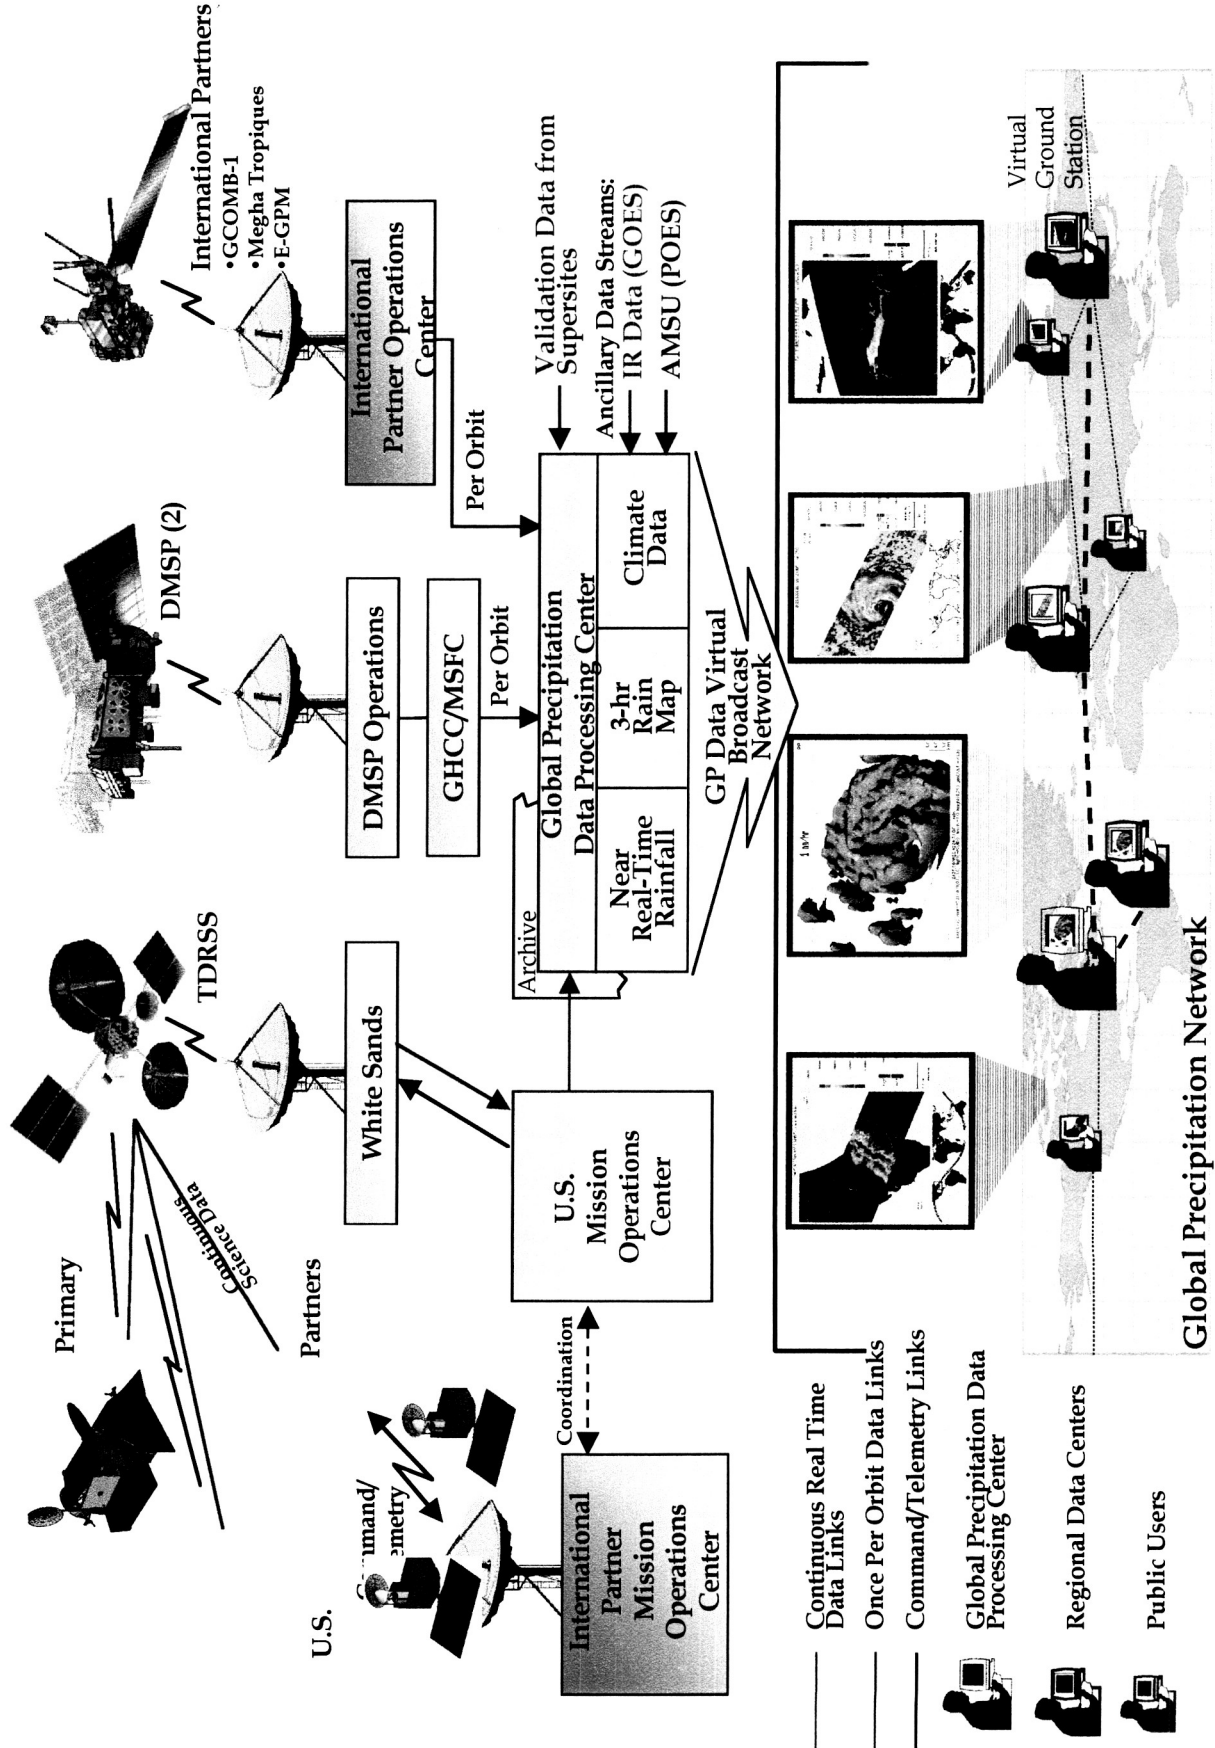 Primary
U.S.
Partners
Continuous
Science Data
TDRSS
DMSP (2)
International Partners
•GCOMB-1
•Megha Tropiques
•E-GPM
White Sands
DMSP Operations
GHCC/MSFC
International
Partner Operations
Center
Per Orbit
Per Orbit
Coordination
International
Partner
Mission
Operations
Center
U.S.
Mission
Operations
Center
Archive
Global Precipitation
Data Processing Center
Near
Real-Time
Rainfall
3-hr
Rain
Map
Climate
Data
Validation Data from
Supersites
Ancillary Data Streams:
IR Data (GOES)
AMSU (POES)
GP Data Virtual
Broadcast
Network
Virtual
Ground
Station
Continuous Real Time
Data Links
Once Per Orbit Data Links
Command/Telemetry Links
Global Precipitation Data
Processing Center
Regional Data Centers
Public Users
Global Precipitation Network